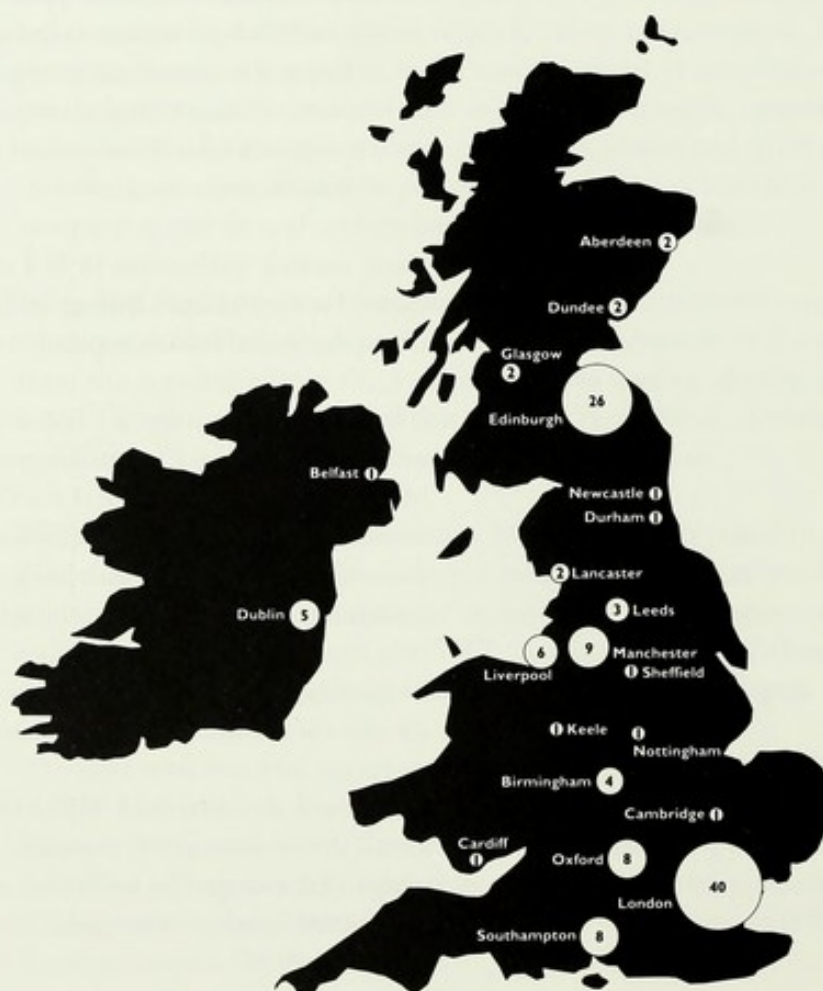 Aberdeen 2
Dundee 2
Glasgow
2
26
Edinburgh
Belfast 1
Newcastle 1
Durham 1
2 Lancaster
Dublin 5
3 Leeds
6
9 Manchester
Liverpool
1 Sheffield
1 Keele
1
Nottingham
Birmingham 4
Cambridge 1
Cardiff
1
Oxford 8
40
London
Southampton 8